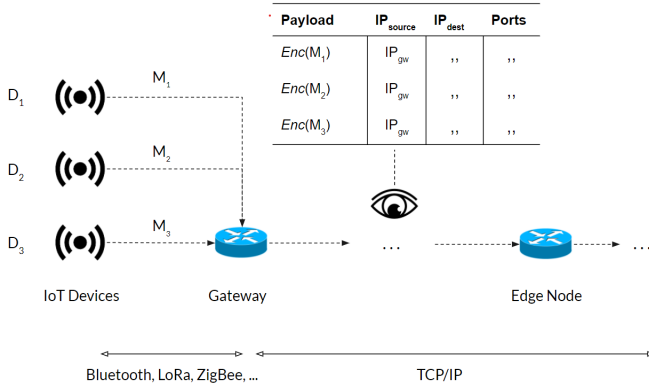 Payload IPsource IPdest Ports
Enc(M1) IPgw ,, ,,
Enc(M2) IPgw ,, ,,
Enc(M3) IPgw ,, ,,
D1 M1
D2 M2
D3 M3
... ...
IoT Devices Gateway Edge Node
Bluetooth, LoRa, ZigBee, ... TCP/IP